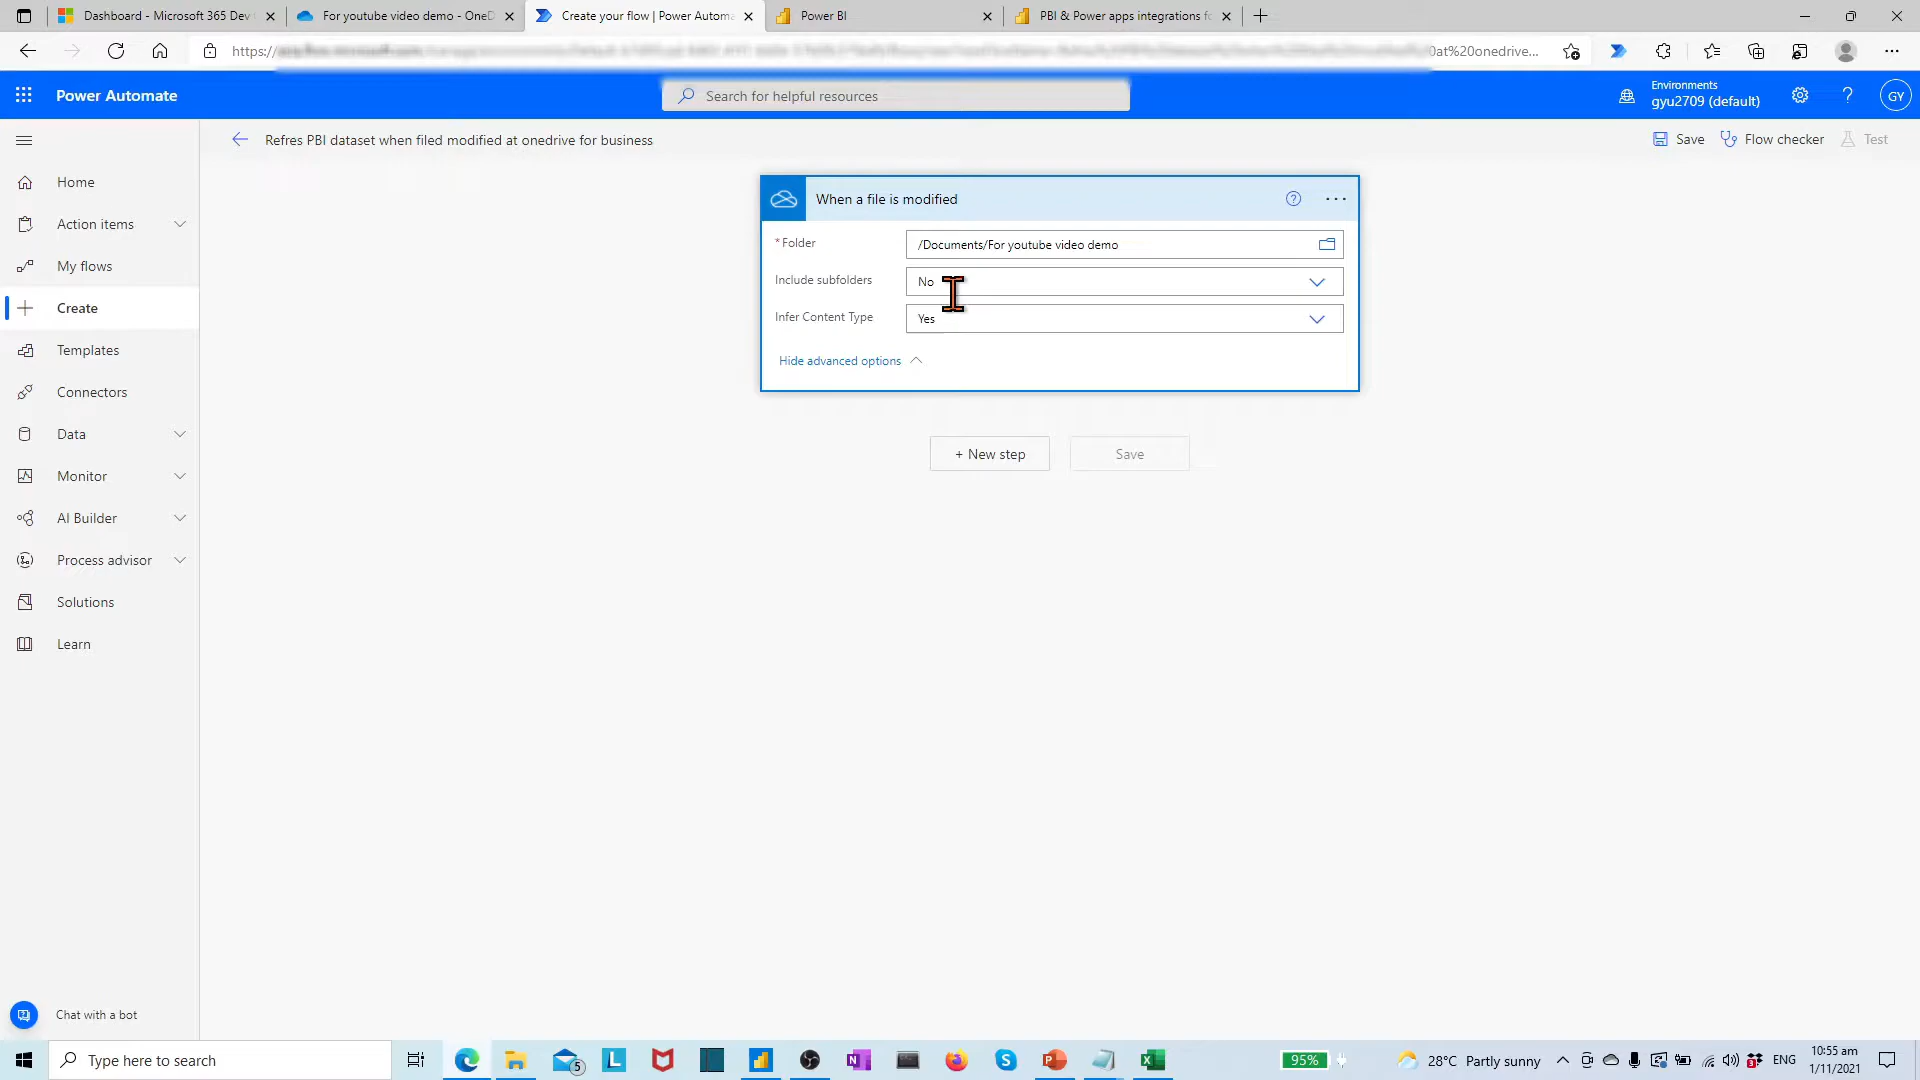 Dashboard - Microsoft 365 Dev
For youtube video demo - OneD
Create your flow | Power Automa
Power BI
PBI & Power apps integrations fo
https://
0at%20onedrive...
Power Automate
Search for helpful resources
Environments
gyu2709 (default)
GY
Refres PBI dataset when filed modified at onedrive for business
Save
Flow checker
Test
Home
Action items
My flows
Create
Templates
Connectors
Data
Monitor
AI Builder
Process advisor
Solutions
Learn
Chat with a bot
When a file is modified
*Folder
/Documents/For youtube video demo
Include subfolders
No
Infer Content Type
Yes
Hide advanced options
+ New step
Save
Type here to search
5
95%
28°C Partly sunny
ENG
10:55 am
1/11/2021